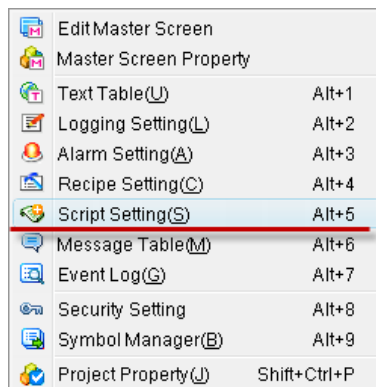 Edit Master Screen
Master Screen Property
Text Table(U) Alt+1
Logging Setting(L) Alt+2
Alarm Setting(A) Alt+3
Recipe Setting(C) Alt+4
Script Setting(S) Alt+5
Message Table(M) Alt+6
Event Log(G) Alt+7
Security Setting Alt+8
Symbol Manager(B) Alt+9
Project Property(J) Shift+Ctrl+P